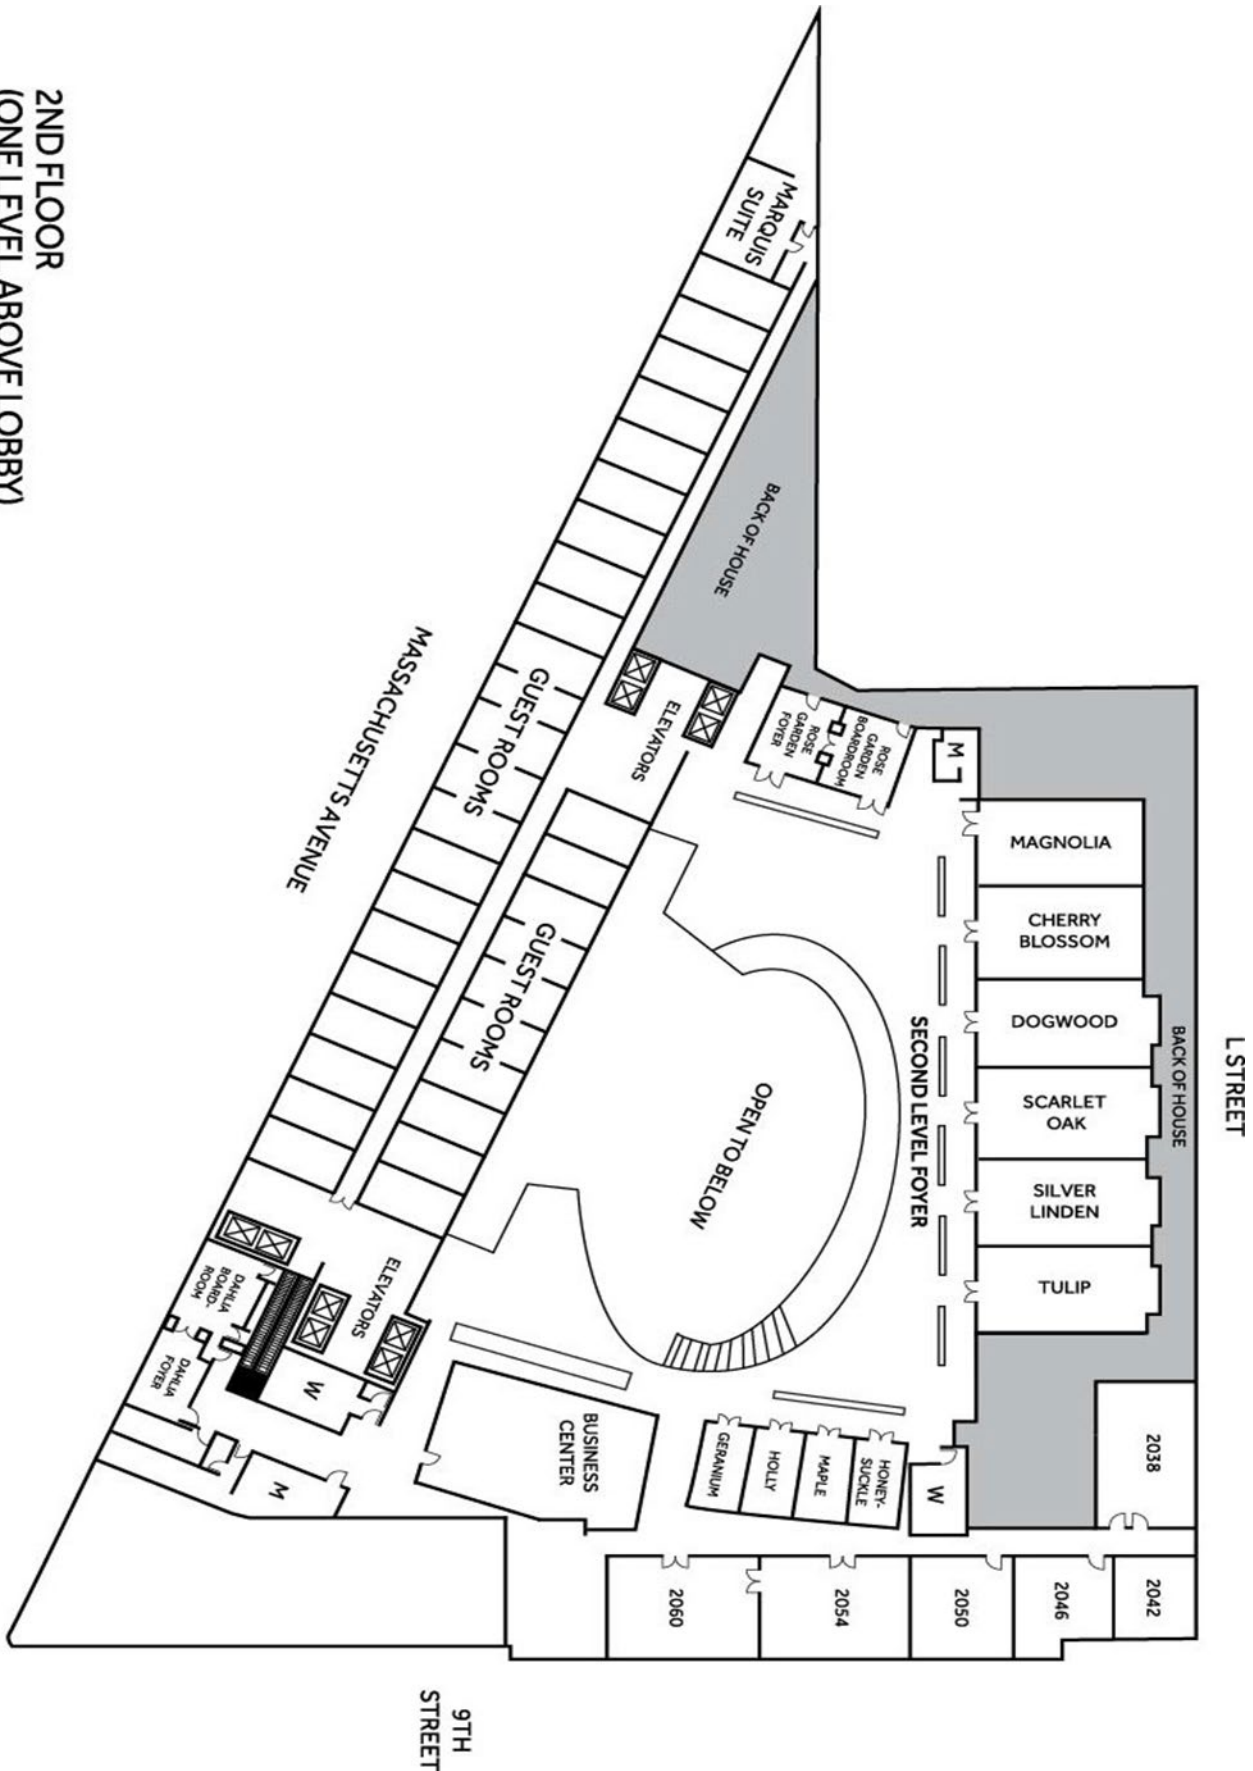 2ND FLOOR
(ONE LEVEL ABOVE LOBBY)
MARQUIS
SUITE
BACK OF HOUSE
MASSACHUSETTS AVENUE
GUEST ROOMS
ELEVATORS
ROSE
GARDEN
FOYER
ROSE
GARDEN
BOARDROOM
M
MAGNOLIA
CHERRY
BLOSSOM
DOGWOOD
SCARLET
OAK
SILVER
LINDEN
TULIP
BACK OF HOUSE
L STREET
SECOND LEVEL FOYER
OPEN TO BELOW
GUEST ROOMS
ELEVATORS
DAHLIA
BOARD-
ROOM
DAHLIA
FOYER
W
M
BUSINESS
CENTER
GERANIUM
HOLLY
MAPLE
HONEY-
SUCKLE
W
2038
2042
2046
2050
2054
2060
9TH
STREET